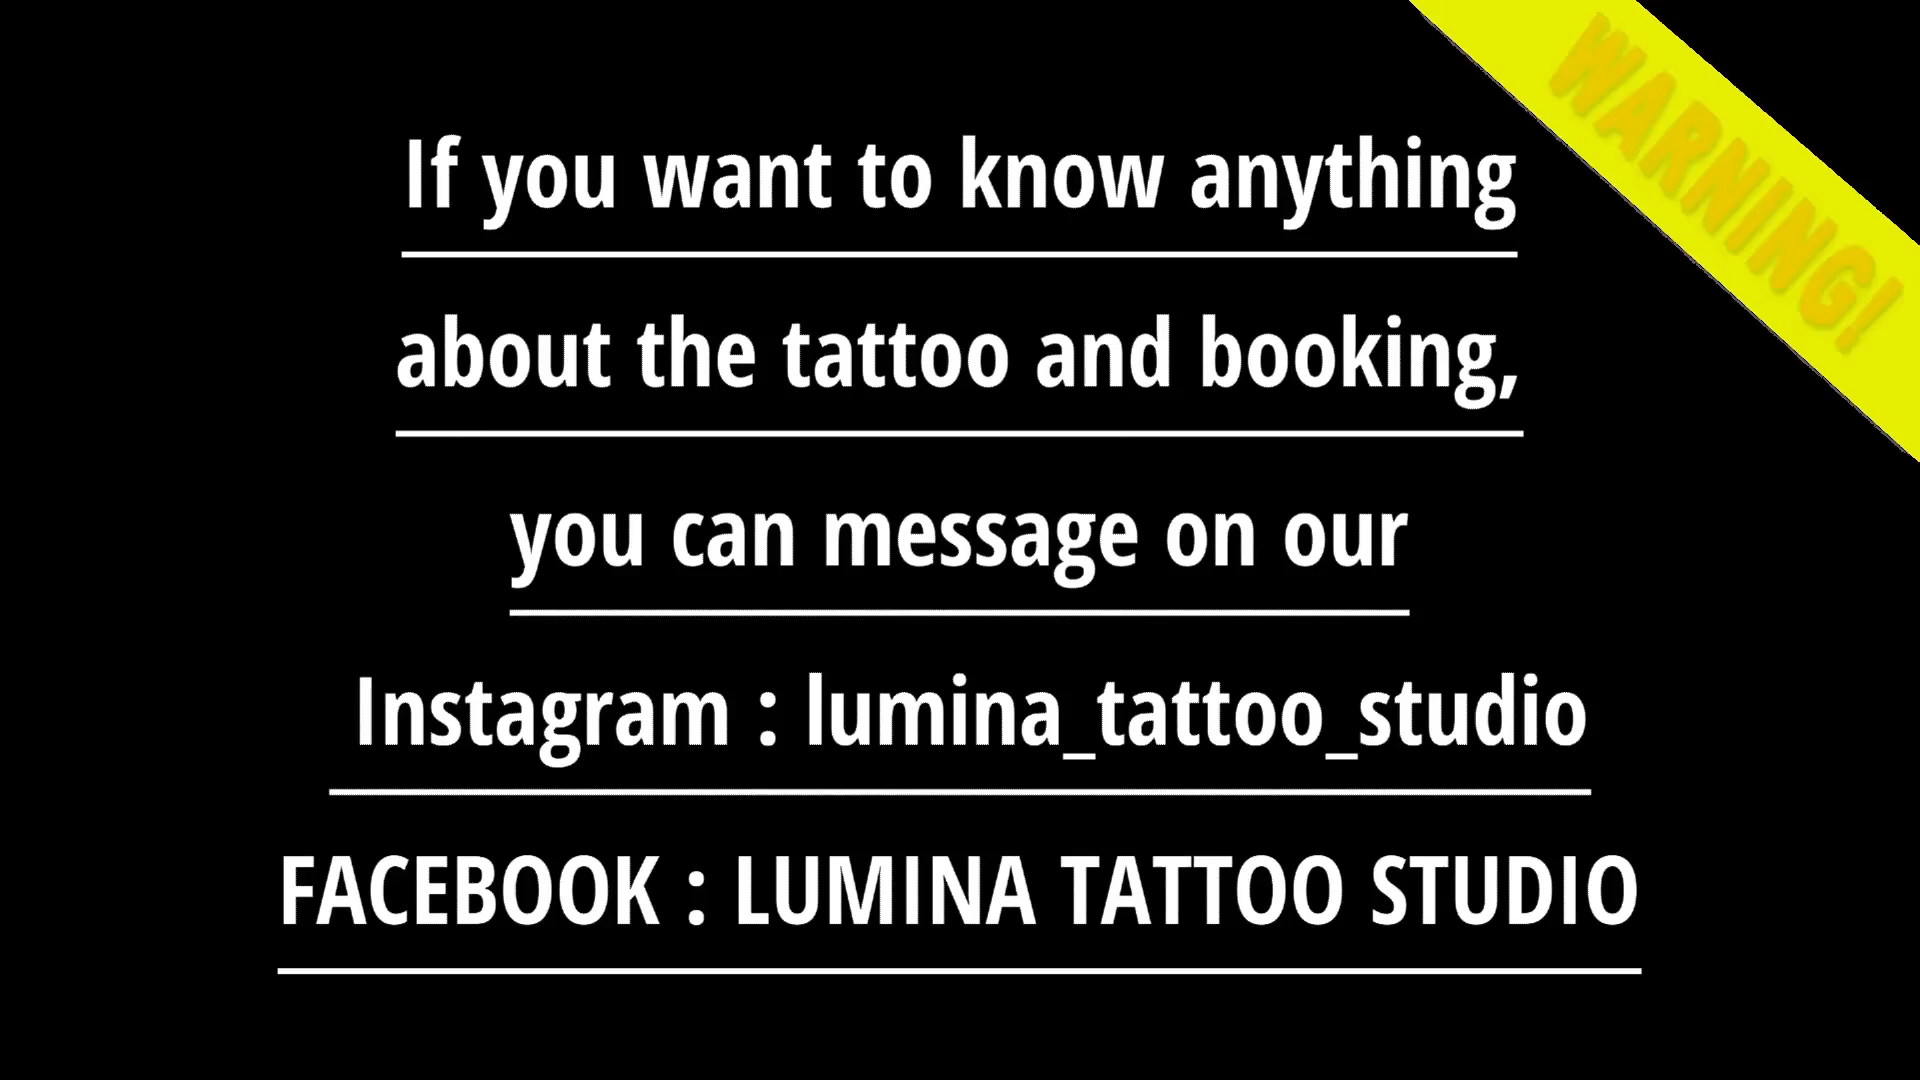 WARNING!
If you want to know anything
about the tattoo and booking,
you can message on our
Instagram : lumina_tattoo_studio
FACEBOOK : LUMINA TATTOO STUDIO